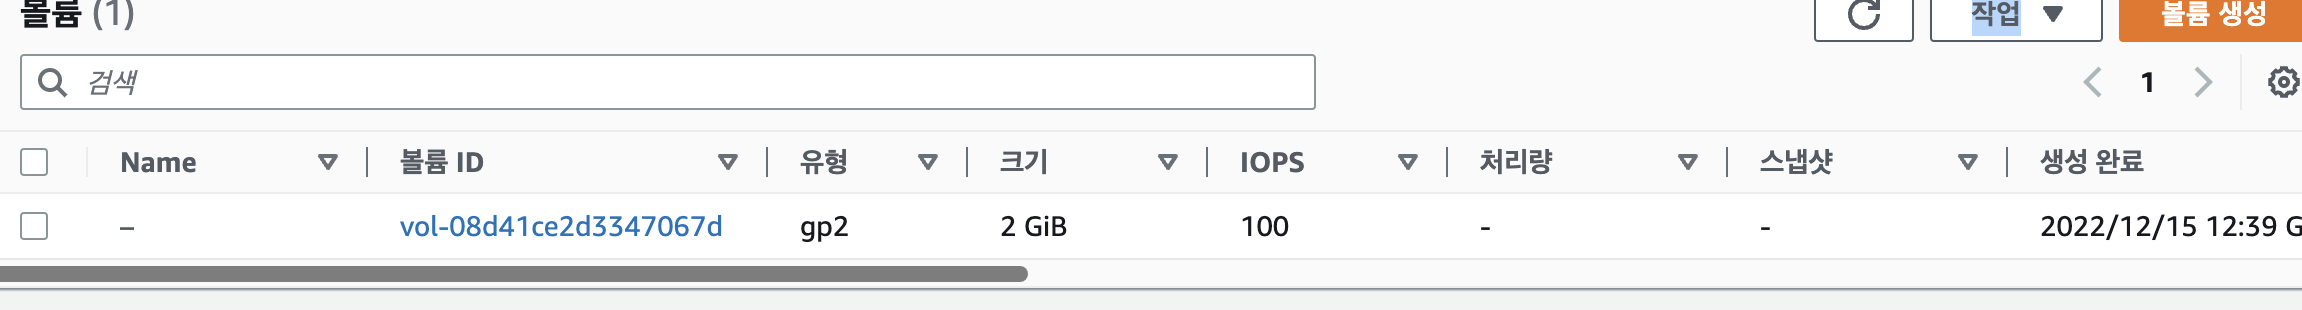 볼륨 (1) 작업 볼륨 생성
검색 1
Name 볼륨 ID 유형 크기 IOPS 처리량 스냅샷 생성 완료
– vol-08d41ce2d3347067d gp2 2 GiB 100 - - 2022/12/15 12:39 G